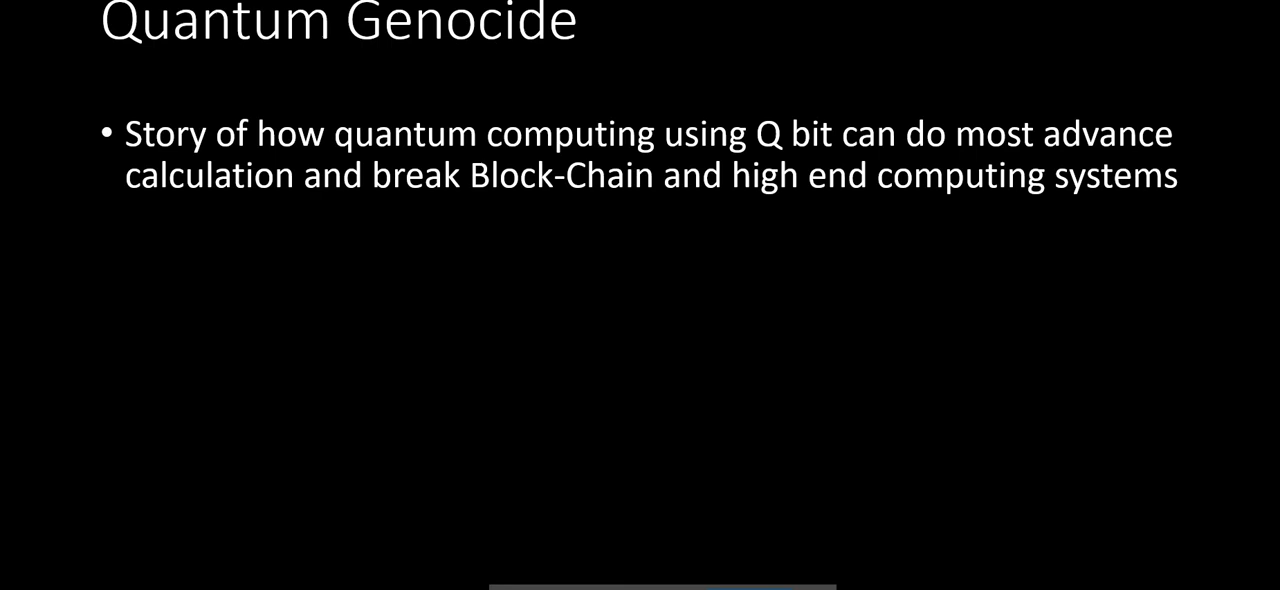 Quantum Genocide
• Story of how quantum computing using Q bit can do most advance
calculation and break Block-Chain and high end computing systems